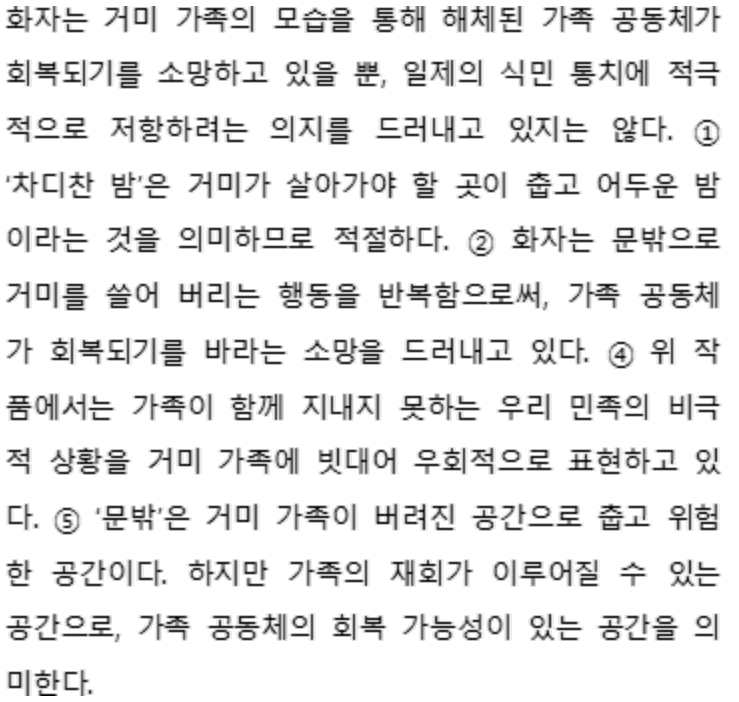 화자는 거미 가족의 모습을 통해 해체된 가족 공동체가
회복되기를 소망하고 있을 뿐, 일제의 식민 통치에 적극
적으로 저항하려는 의지를 드러내고 있지는 않다. ①
‘차디찬 밤’은 거미가 살아가야 할 곳이 춥고 어두운 밤
이라는 것을 의미하므로 적절하다. ② 화자는 문밖으로
거미를 쓸어 버리는 행동을 반복함으로써, 가족 공동체
가 회복되기를 바라는 소망을 드러내고 있다. ④ 위 작
품에서는 가족이 함께 지내지 못하는 우리 민족의 비극
적 상황을 거미 가족에 빗대어 우회적으로 표현하고 있
다. ⑤ ‘문밖’은 거미 가족이 버려진 공간으로 춥고 위험
한 공간이다. 하지만 가족의 재회가 이루어질 수 있는
공간으로, 가족 공동체의 회복 가능성이 있는 공간을 의
미한다.